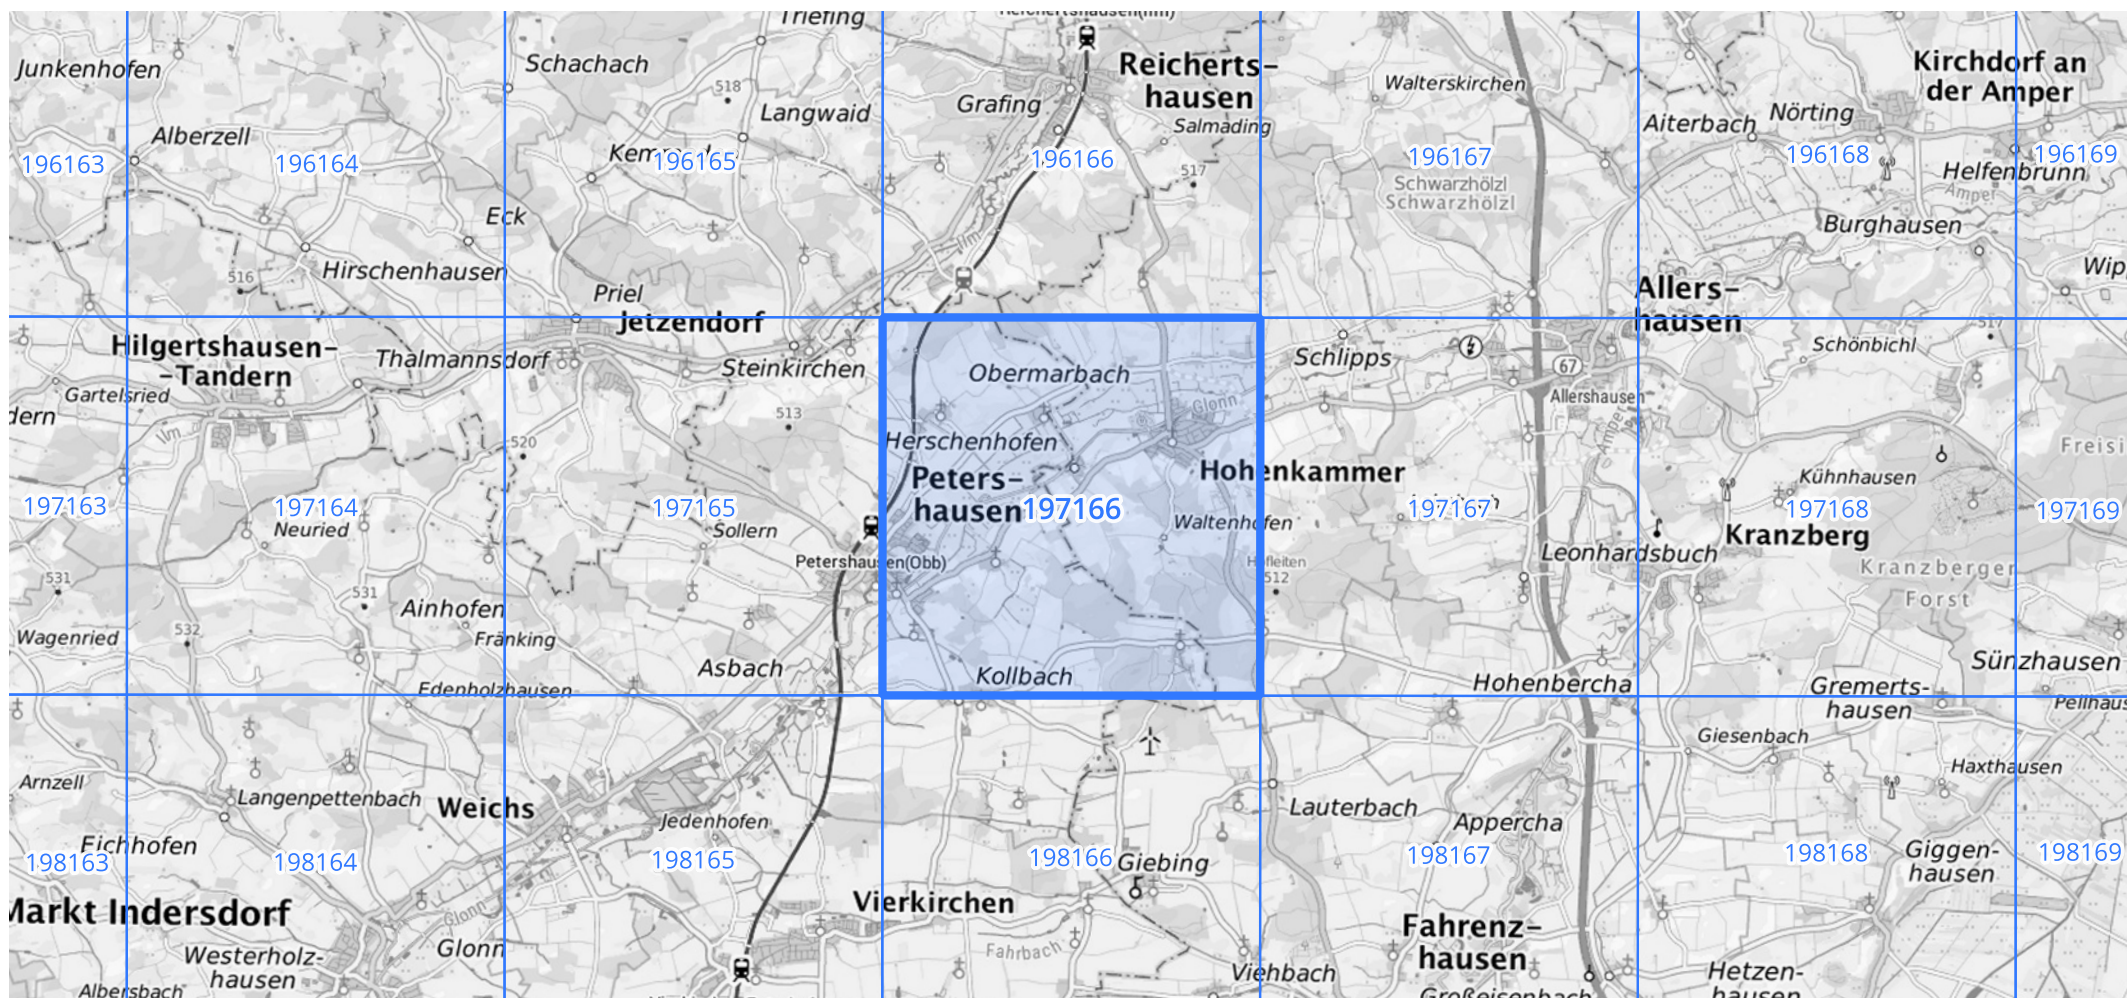 Triefing
Junkenhofen
Schachach
Reicherts-
hausen
Walterskirchen
Kirchdorf an
der Amper
518
Langwaid
Grafing
Salmading
Aiterbach
Nörting
Alberzell
196163
196164
196165
196166
517
196167
196168
196169
Schwarzhölzl
Schwarzhölzl
Helfenbrunn
Amper
Eck
Burghausen
Ilm
Hirschenhausen
516
Priel
Allers-
hausen
Jetzendorf
Hilgertshausen-
-Tandern
Thalmannsdorf
Steinkirchen
Obermarbach
Schlipps
67
Schönbichl
517
Gartelsried
Allershausen
Glonn
513
Ilm
520
Herschenhofen
Amper
Peters-
hausen
Hohenkammer
Kühnhausen
197163
197164
197165
197166
197167
197168
197169
Neuried
Sollern
Waltenhofen
Kranzberg
Leonhardsbuch
Petershausen(Obb)
512
Kranzberger
Forst
531
531
Ainhofen
Wagenried
532
Fränking
Asbach
Kollbach
Hohenbercha
Sünzhausen
Edenholzhausen
Gremerts-
hausen
Giesenbach
Haxthausen
Arnzell
Langenpettenbach
Weichs
Jedenhofen
Lauterbach
Appercha
Eichhofen
198163
198164
198165
198166
Giebing
198167
198168
198169
Giggen-
hausen
Markt Indersdorf
Glonn
Vierkirchen
Fahrenz-
hausen
Westerholz-
hausen
Glonn
Fahrbach
Viehbach
Hetzen-
hausen
Albersbach
Großeisenbach